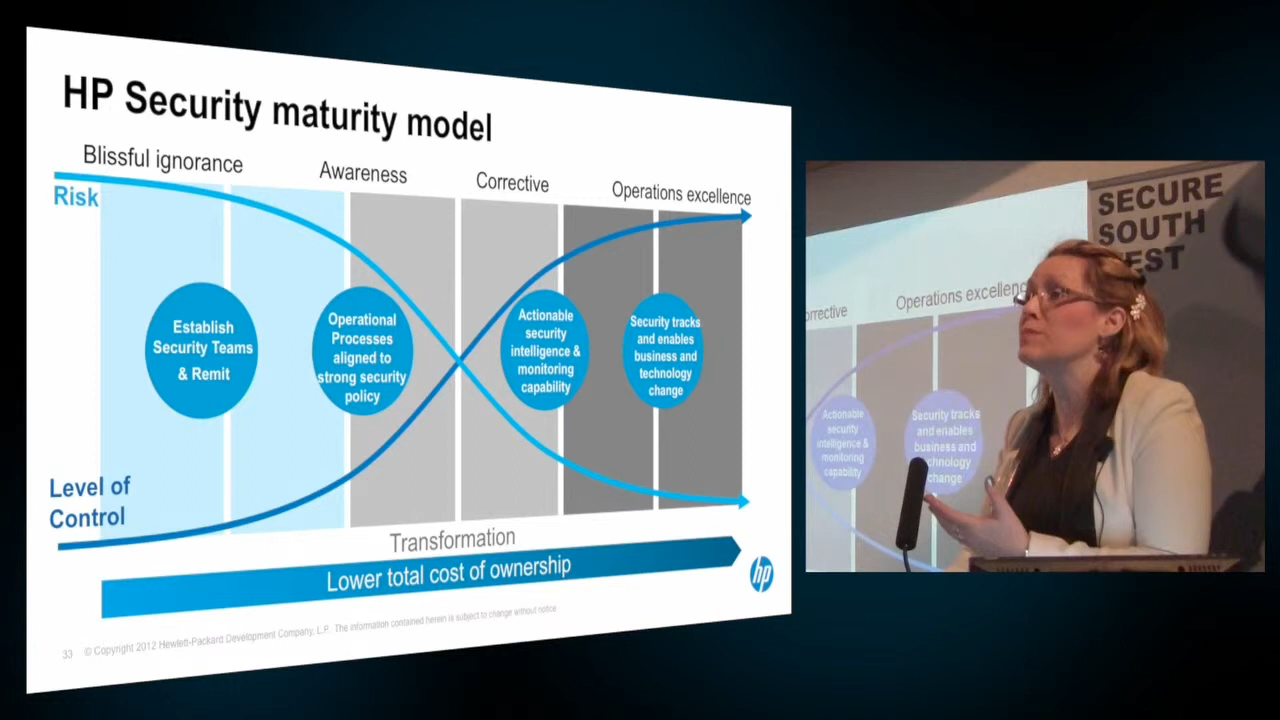 HP Security maturity model
Blissful ignorance
Awareness
Corrective
Operations excellence
Risk
Establish
Security Teams
& Remit
Operational
Processes
aligned to
strong security
policy
Actionable
security
intelligence &
monitoring
capability
Security tracks
and enables
business and
technology
change
Level of
Control
Transformation
Lower total cost of ownership
hp
33 © Copyright 2012 Hewlett-Packard Development Company, L.P. The information contained herein is subject to change without notice.
SECURE
SOUTH
EST
orrective
Operations excellenc
Actionable
security
intelligence &
monitoring
capability
Security tracks
and enables
business and
chnology
change